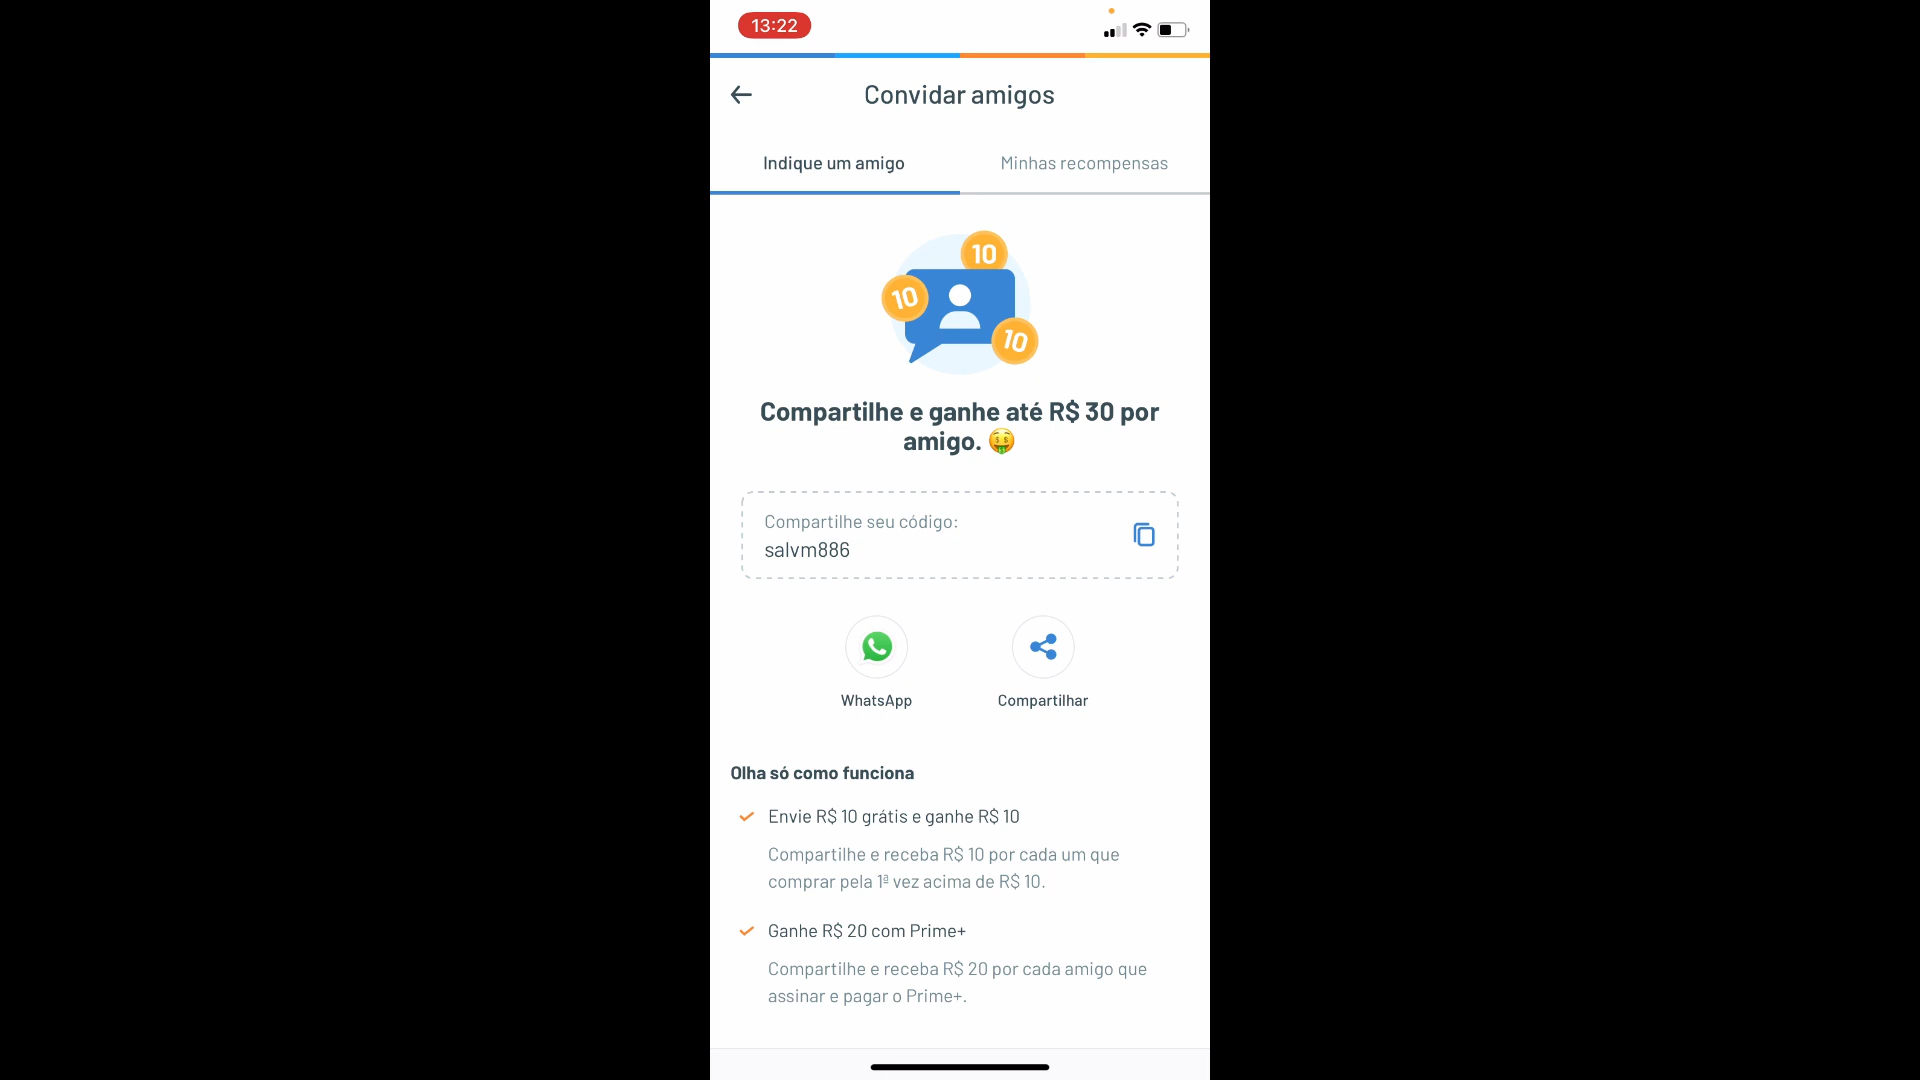 13:22
Convidar amigos
Indique um amigo
Minhas recompensas
10
10
10
Compartilhe e ganhe até R$ 30 por
amigo. 🤑
Compartilhe seu código:
salvm886
WhatsApp
Compartilhar
Olha só como funciona
Envie R$ 10 grátis e ganhe R$ 10
Compartilhe e receba R$ 10 por cada um que
comprar pela 1ª vez acima de R$ 10.
Ganhe R$ 20 com Prime+
Compartilhe e receba R$ 20 por cada amigo que
assinar e pagar o Prime+.